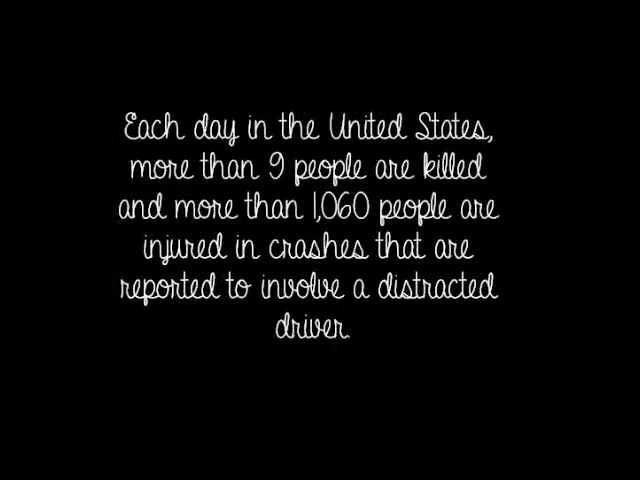 Each day in the United States,
more than 9 people are killed
and more than 1,060 people are
injured in crashes that are
reported to involve a distracted
driver.